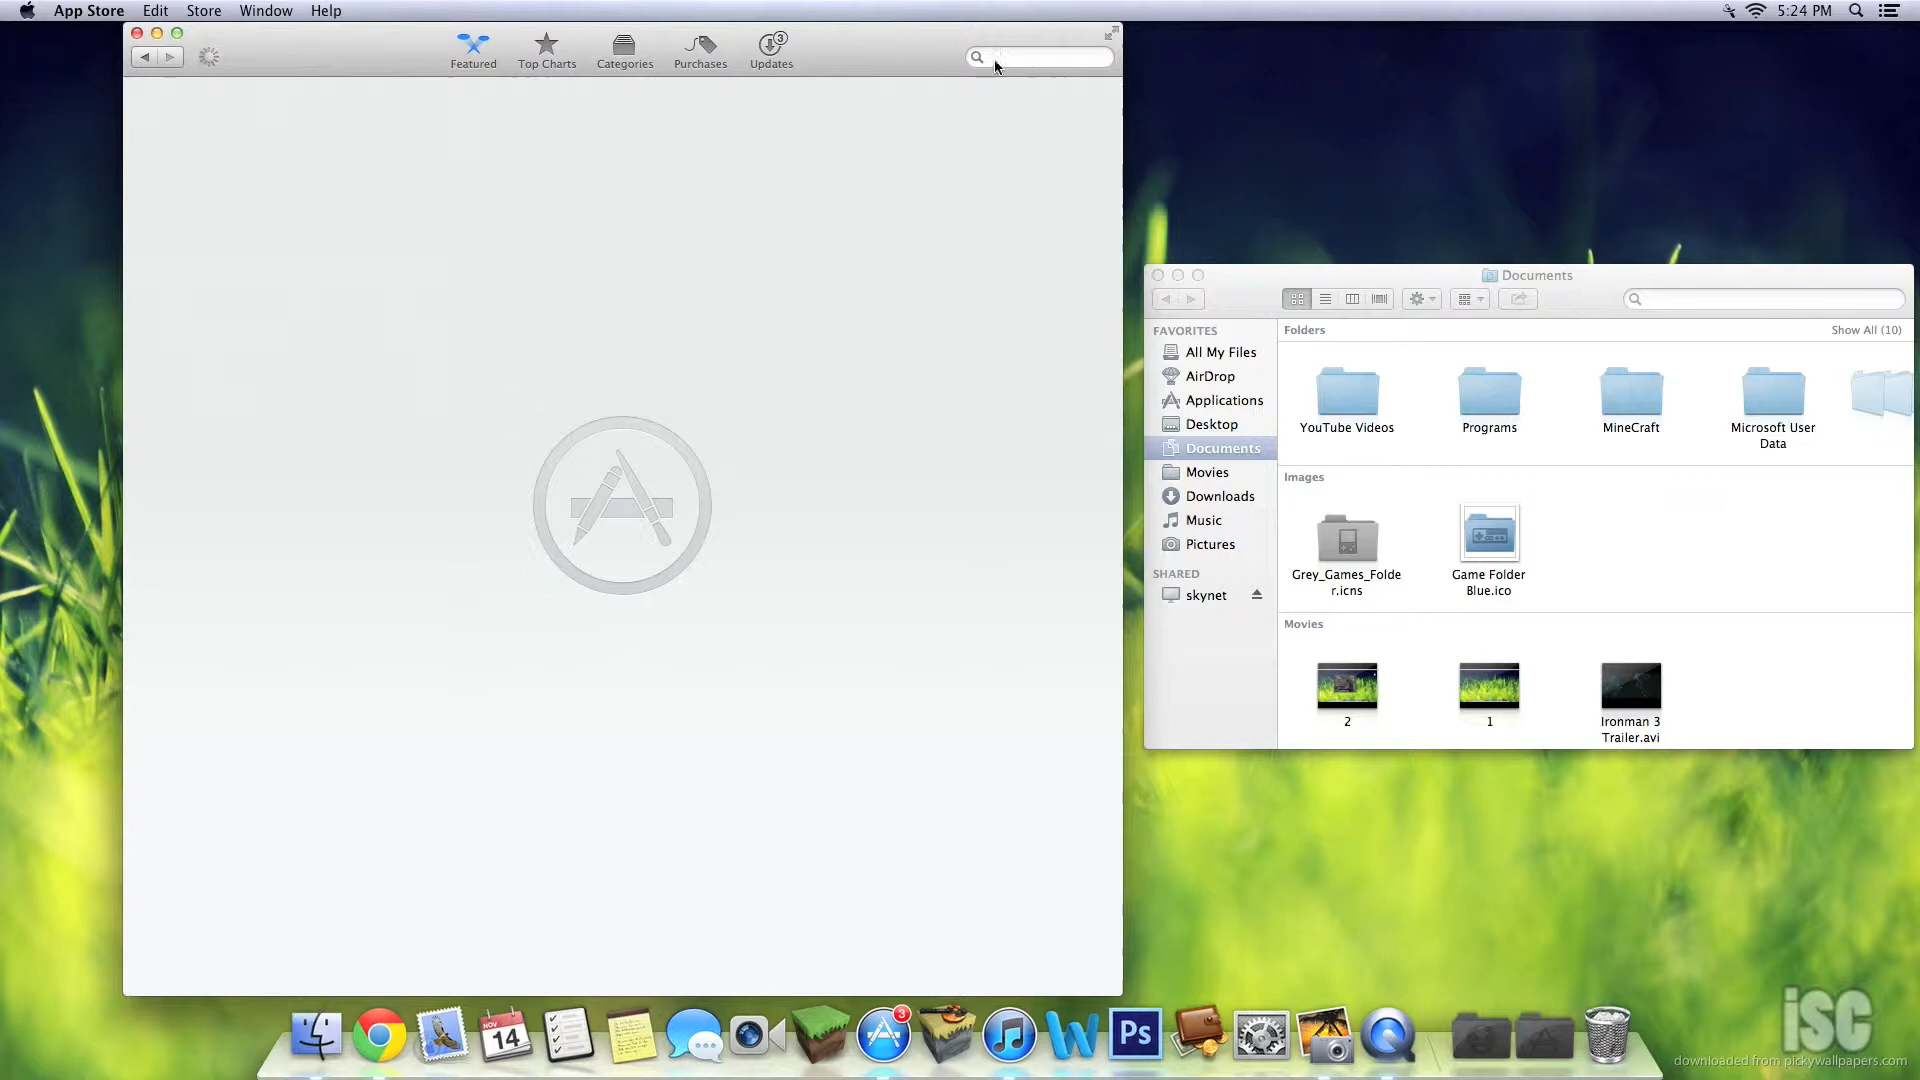 App Store Edit Store Window Help
5:24 PM
Featured
Top Charts
Categories
Purchases
3
Updates
Documents
FAVORITES
All My Files
AirDrop
Applications
Desktop
Documents
Movies
Downloads
Music
Pictures
SHARED
skynet
Folders
Show All (10)
YouTube Videos
Programs
MineCraft
Microsoft User
Data
Images
Grey_Games_Folde
r.icns
Game Folder
Blue.ico
Movies
2
1
Ironman 3
Trailer.avi
NOV
14
3
W
Ps
isc
downloaded from pickywallpapers.com